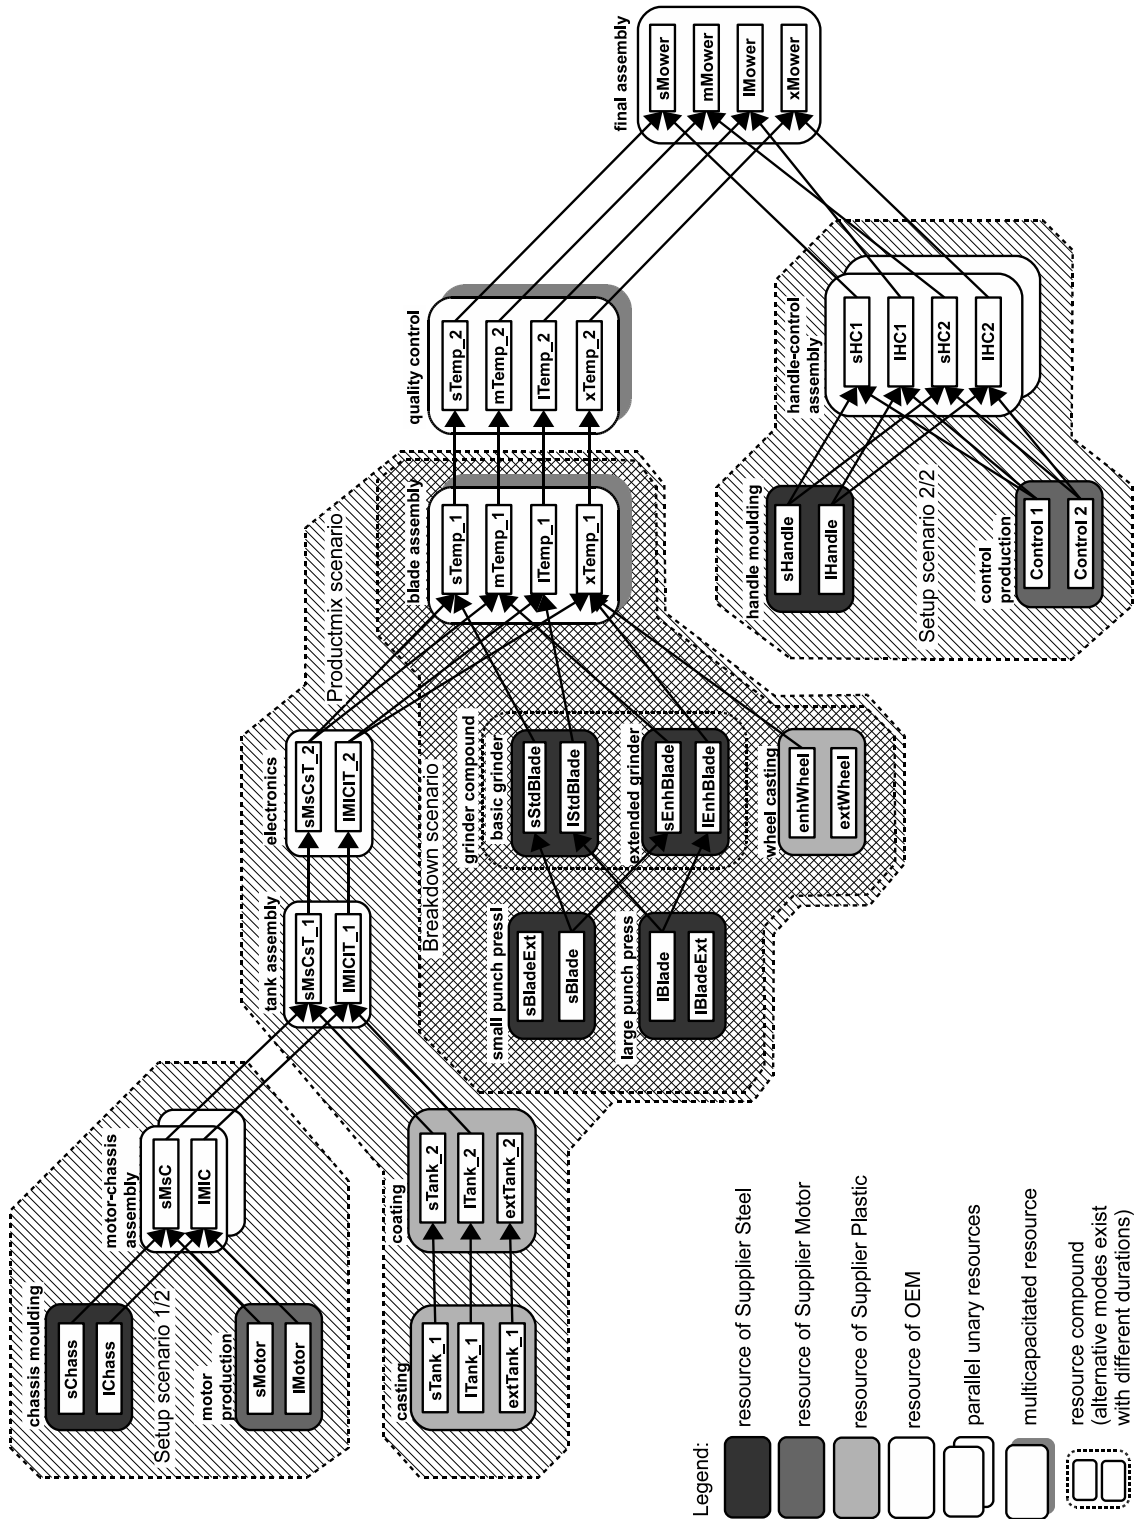 chassis moulding
sChass
lChass
Setup scenario 1/2
motor
production
sMotor
lMotor
motor-chassis
assembly
sMsC
lMlC
casting
sTank_1
lTank_1
extTank_1
coating
sTank_2
lTank_2
extTank_2
tank assembly
sMsCsT_1
lMlClT_1
electronics
sMsCsT_2
lMlClT_2
Productmix scenario
Breakdown scenario
small punch pressl
sBladeExt
sBlade
large punch press
lBlade
lBladeExt
grinder compound
basic grinder
sStdBlade
lStdBlade
extended grinder
sEnhBlade
lEnhBlade
wheel casting
enhWheel
extWheel
blade assembly
sTemp_1
mTemp_1
lTemp_1
xTemp_1
quality control
sTemp_2
mTemp_2
lTemp_2
xTemp_2
handle moulding
sHandle
lHandle
Setup scenario 2/2
control
production
Control 1
Control 2
handle-control
assembly
sHC1
lHC1
sHC2
lHC2
final assembly
sMower
mMower
lMower
xMower
Legend:
resource of Supplier Steel
resource of Supplier Motor
resource of Supplier Plastic
resource of OEM
parallel unary resources
multicapacitated resource
resource compound
(alternative modes exist
with different durations)